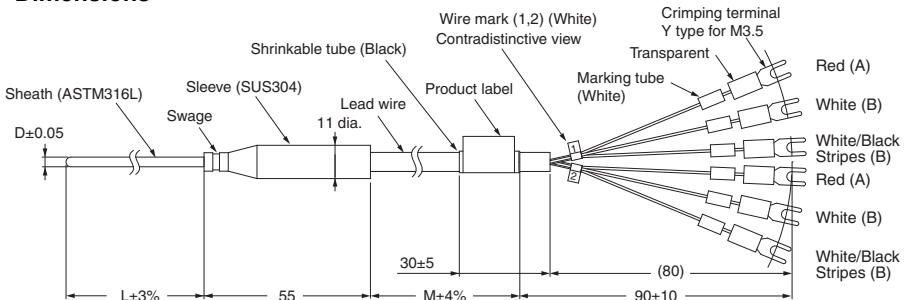 Dimensions
Wire mark (1,2) (White)
Contradistinctive view
Crimping terminal
Y type for M3.5
Shrinkable tube (Black)
Transparent
Red (A)
Sheath (ASTM316L)
Sleeve (SUS304)
Lead wire
Product label
Marking tube
(White)
White (B)
D±0.05
Swage
11 dia.
1
White/Black
Stripes (B)
2
Red (A)
White (B)
White/Black
Stripes (B)
30±5
(80)
L±3%
55
M±4%
90±10